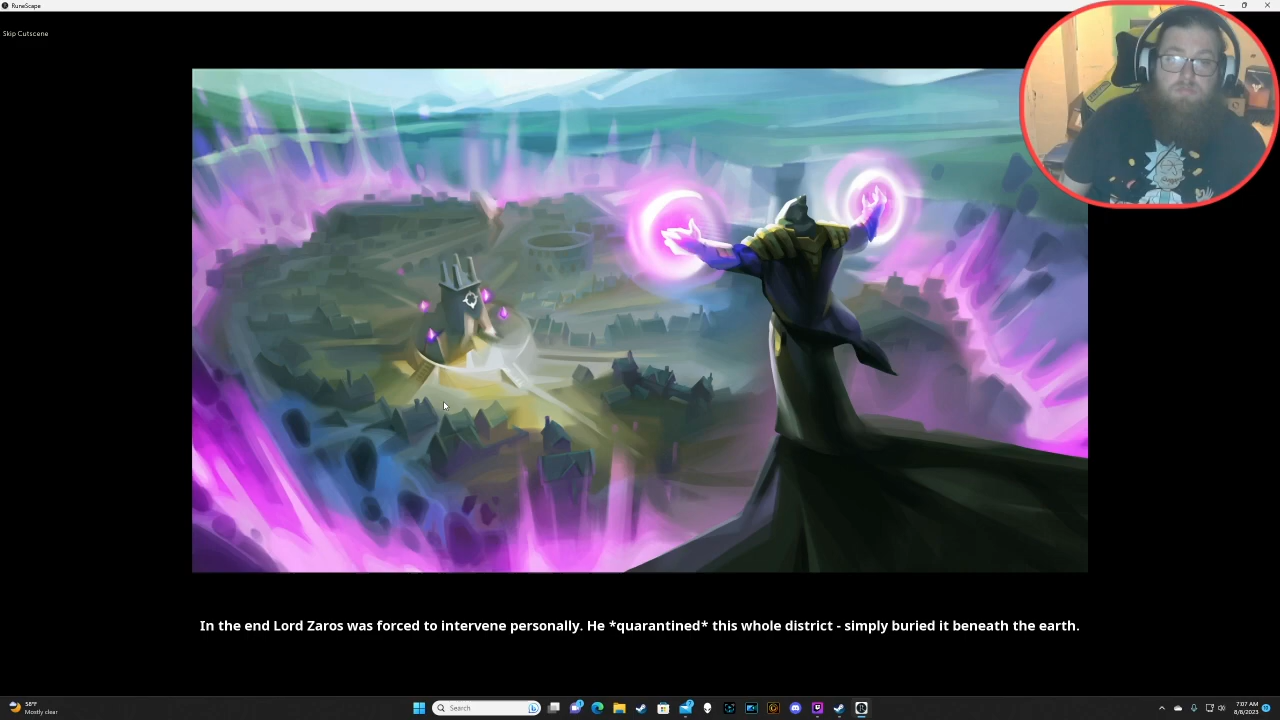 RuneScape
Skip Cutscene
In the end Lord Zaros was forced to intervene personally. He *quarantined* this whole district - simply buried it beneath the earth.
58°F
Mostly clear
Search
7:07 AM
8/6/2023